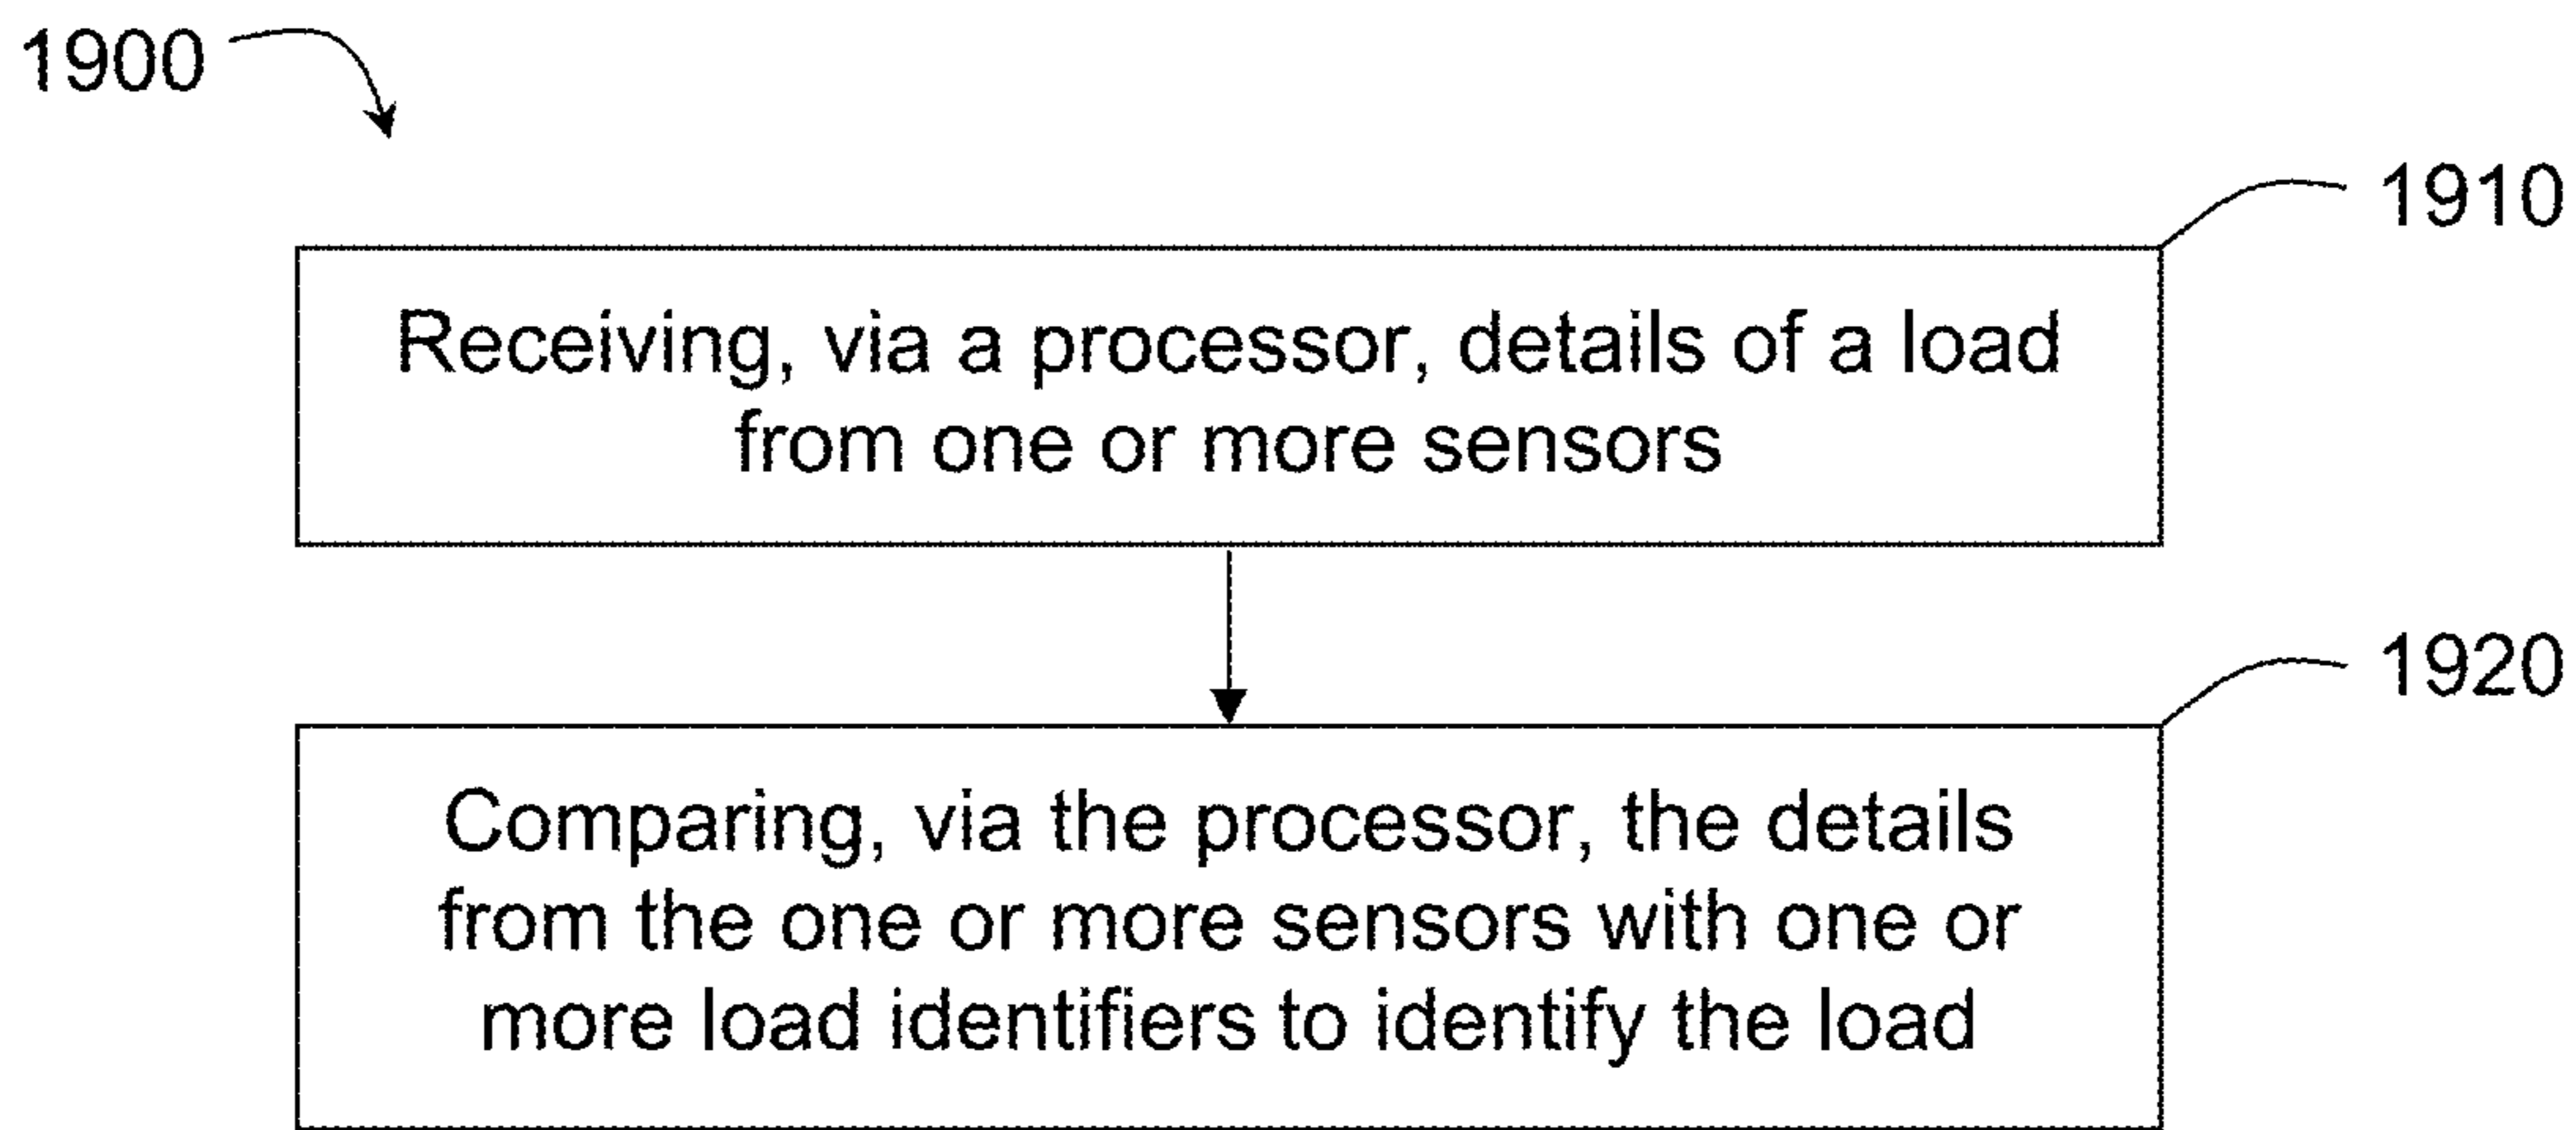 1900
1910
Receiving, via a processor, details of a load
from one or more sensors
1920
Comparing, via the processor, the details
from the one or more sensors with one or
more load identifiers to identify the load